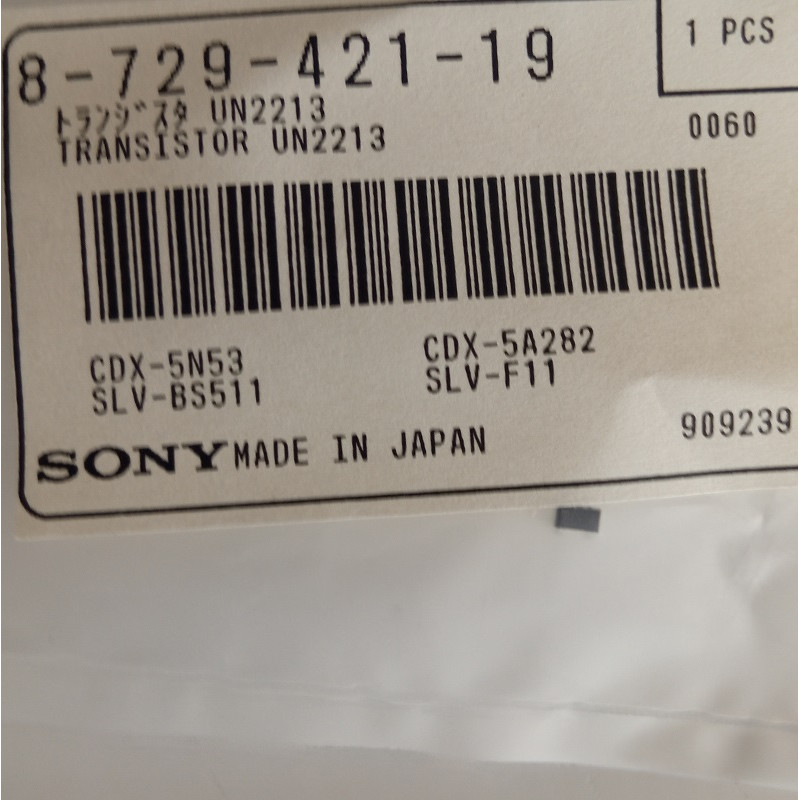 8-729-421-19
1 PCS
トランジスタ UN2213
TRANSISTOR UN2213
0060
CDX-5N53
CDX-5A282
SLV-BS511
SLV-F11
909239
SONY MADE IN JAPAN